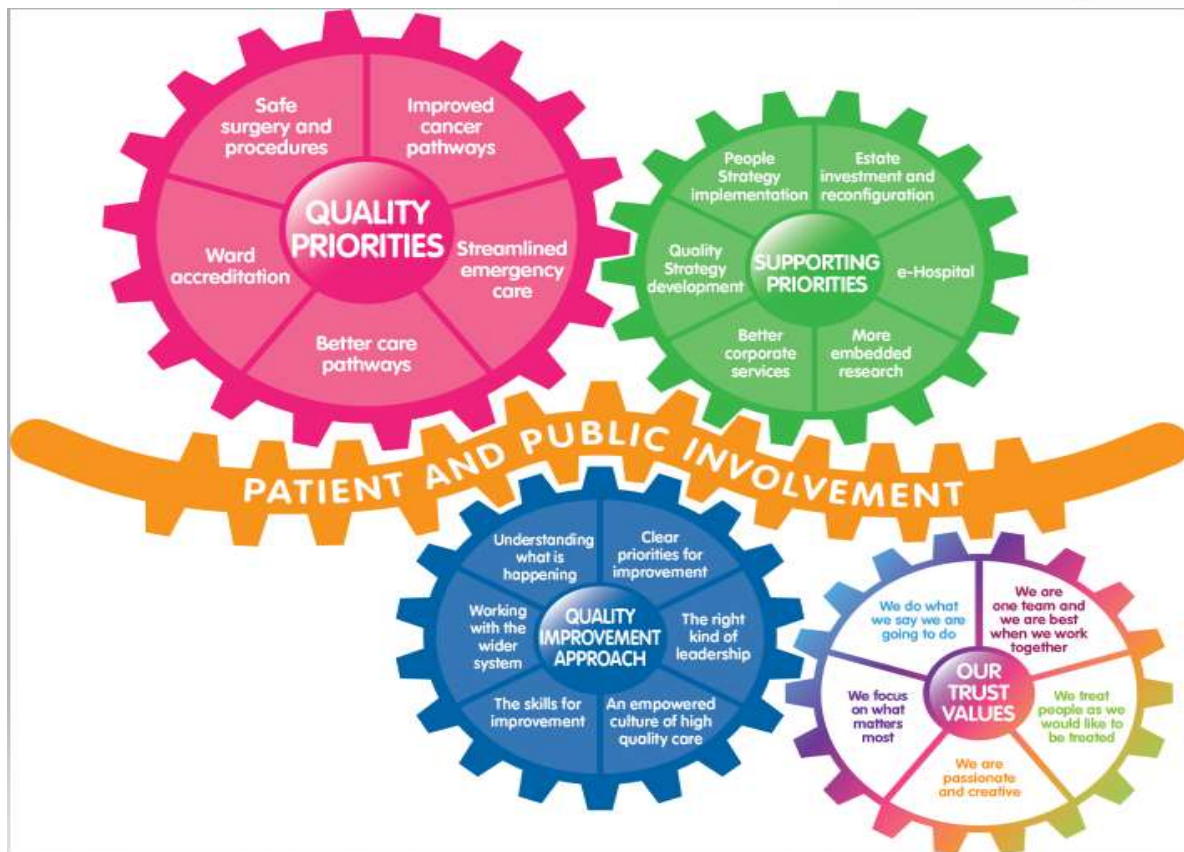 Safe
surgery and
procedures
Improved
cancer
pathways
QUALITY
PRIORITIES
Ward
accreditation
Streamlined
emergency
care
Better care
pathways
People
Strategy
implementation
Estate
investment and
reconfiguration
Quality
Strategy
development
SUPPORTING
PRIORITIES
e-Hospital
Better
corporate
services
More
embedded
research
PATIENT AND PUBLIC INVOLVEMENT
Understanding
what is
happening
Clear
priorities for
improvement
Working
with the
wider
system
QUALITY
IMPROVEMENT
APPROACH
The right
kind of
leadership
The skills for
improvement
An empowered
culture of high
quality care
We do what
we say we are
going to do
We are
one team and
we are best
when we work
together
We focus
on what
matters
most
OUR
TRUST
VALUES
We treat
people as we
would like to
be treated
We are
passionate
and creative